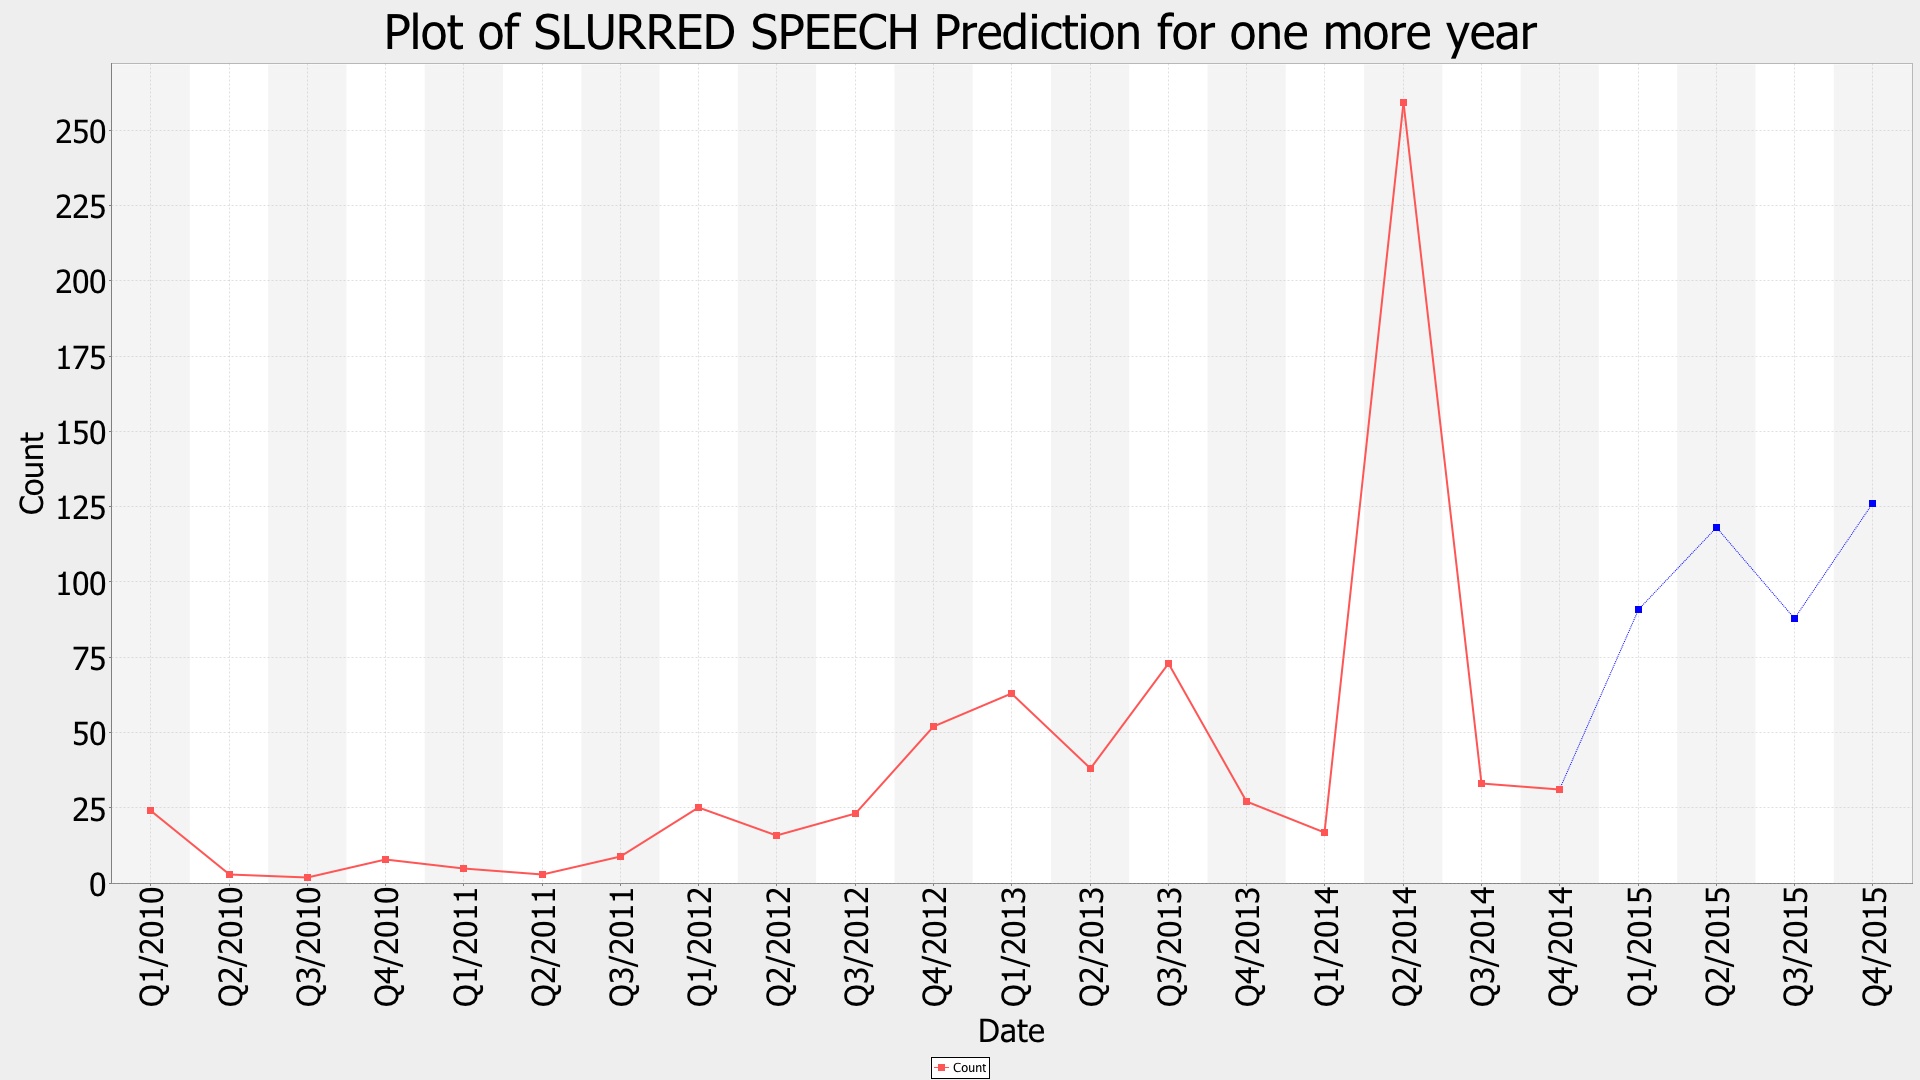 Plot of SLURRED SPEECH Prediction for one more year
Count
250
225
200
175
150
125
100
75
50
25
0
Q1/2010
Q2/2010
Q3/2010
Q4/2010
Q1/2011
Q2/2011
Q3/2011
Q1/2012
Q2/2012
Q3/2012
Q4/2012
Q1/2013
Q2/2013
Q3/2013
Q4/2013
Q1/2014
Q2/2014
Q3/2014
Q4/2014
Q1/2015
Q2/2015
Q3/2015
Q4/2015
Date
Count